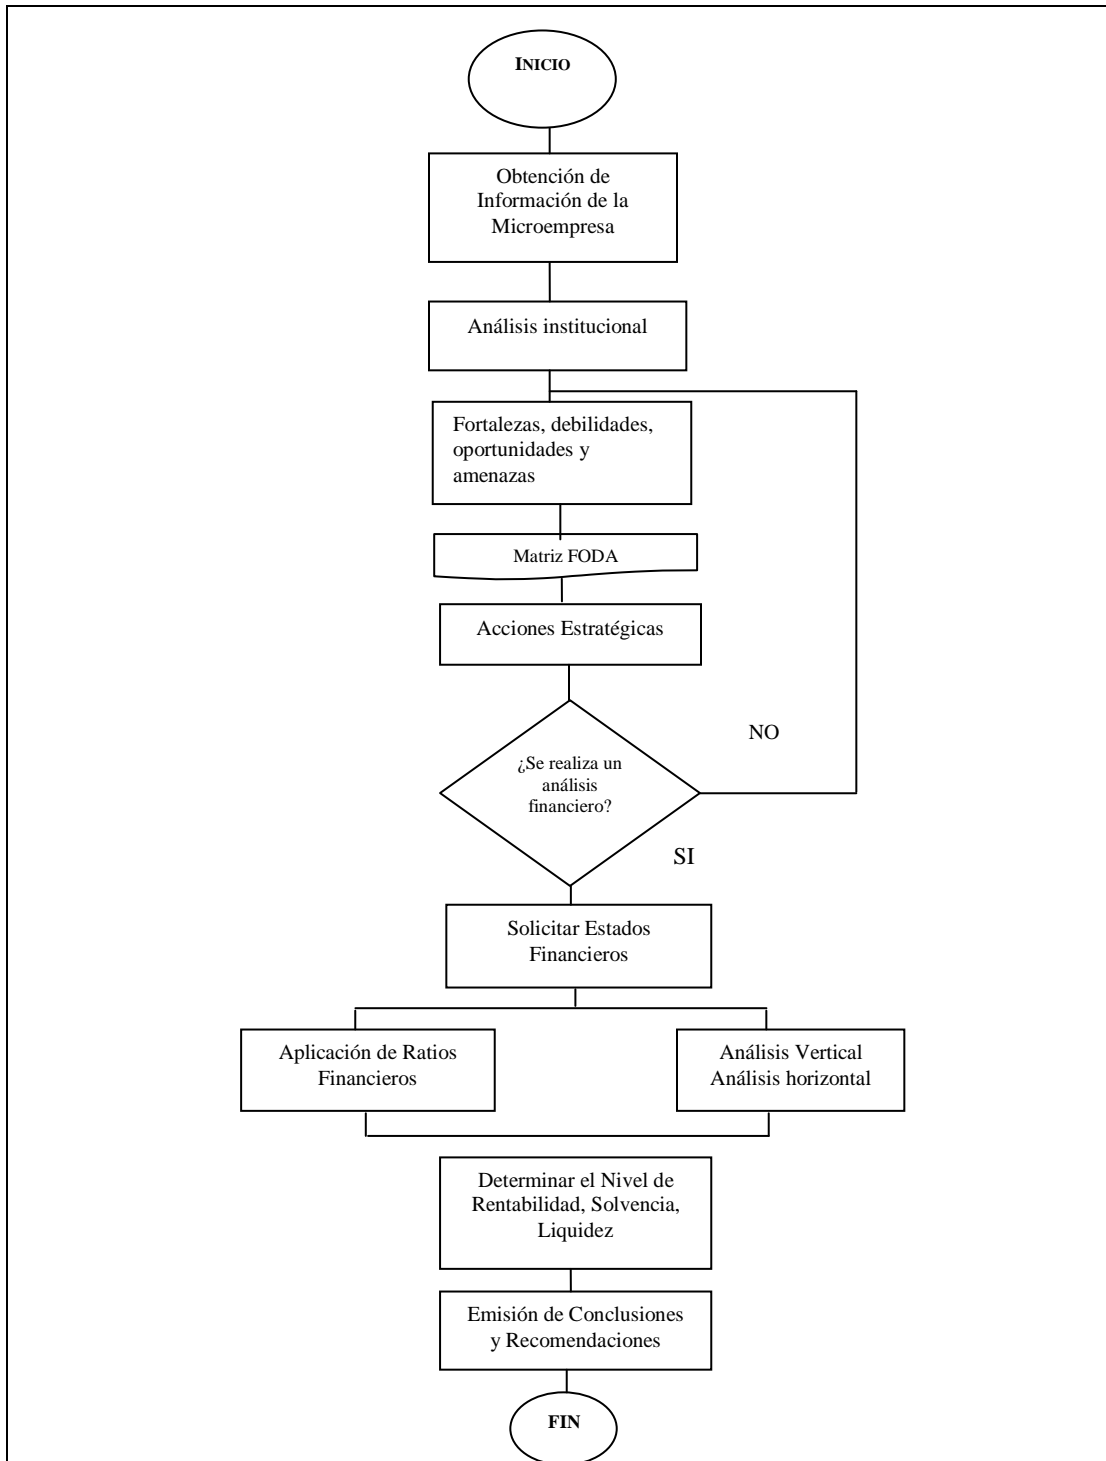 INICIO
Obtención de
Información de la
Microempresa
Análisis institucional
Fortalezas, debilidades,
oportunidades y
amenazas
Matriz FODA
Acciones Estratégicas
NO
¿Se realiza un
análisis
financiero?
SI
Solicitar Estados
Financieros
Aplicación de Ratios
Financieros
Análisis Vertical
Análisis horizontal
Determinar el Nivel de
Rentabilidad, Solvencia,
Liquidez
Emisión de Conclusiones
y Recomendaciones
FIN